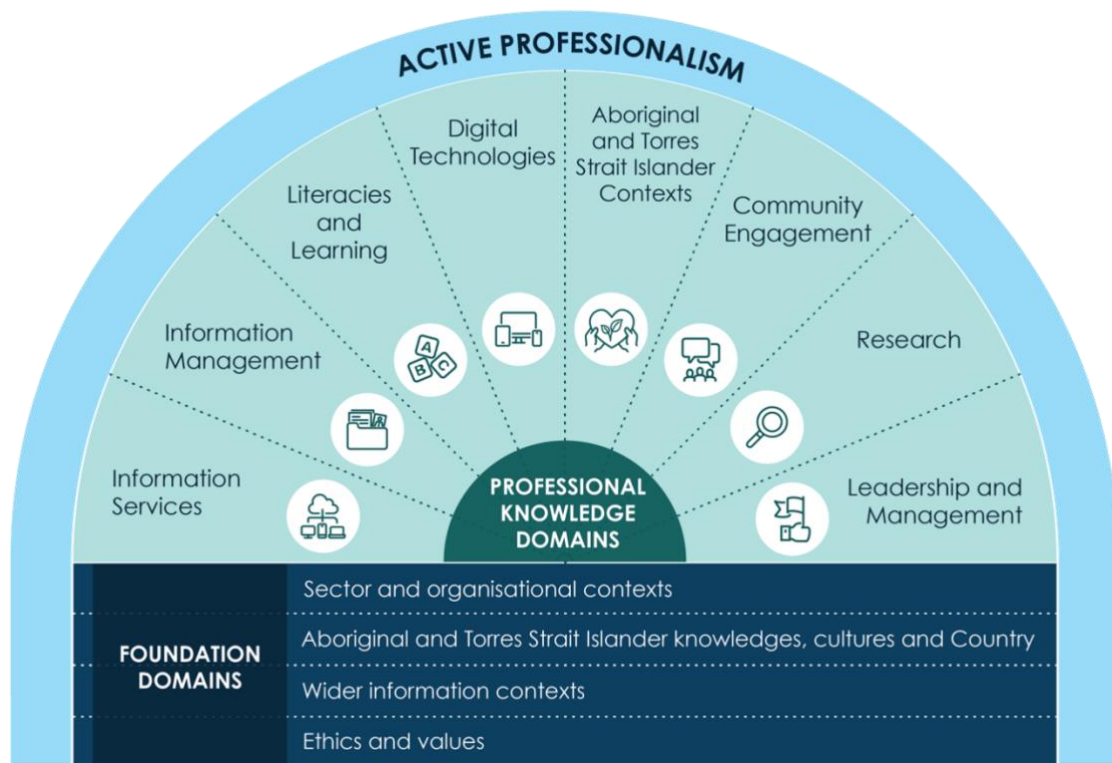 ACTIVE PROFESSIONALISM
Information
Services
Information
Management
Literacies
and
Learning
Digital
Technologies
Aboriginal
and Torres
Strait Islander
Contexts
Community
Engagement
Research
Leadership and
Management
A
B
C
PROFESSIONAL
KNOWLEDGE
DOMAINS
FOUNDATION
DOMAINS
Sector and organisational contexts
Aboriginal and Torres Strait Islander knowledges, cultures and Country
Wider information contexts
Ethics and values